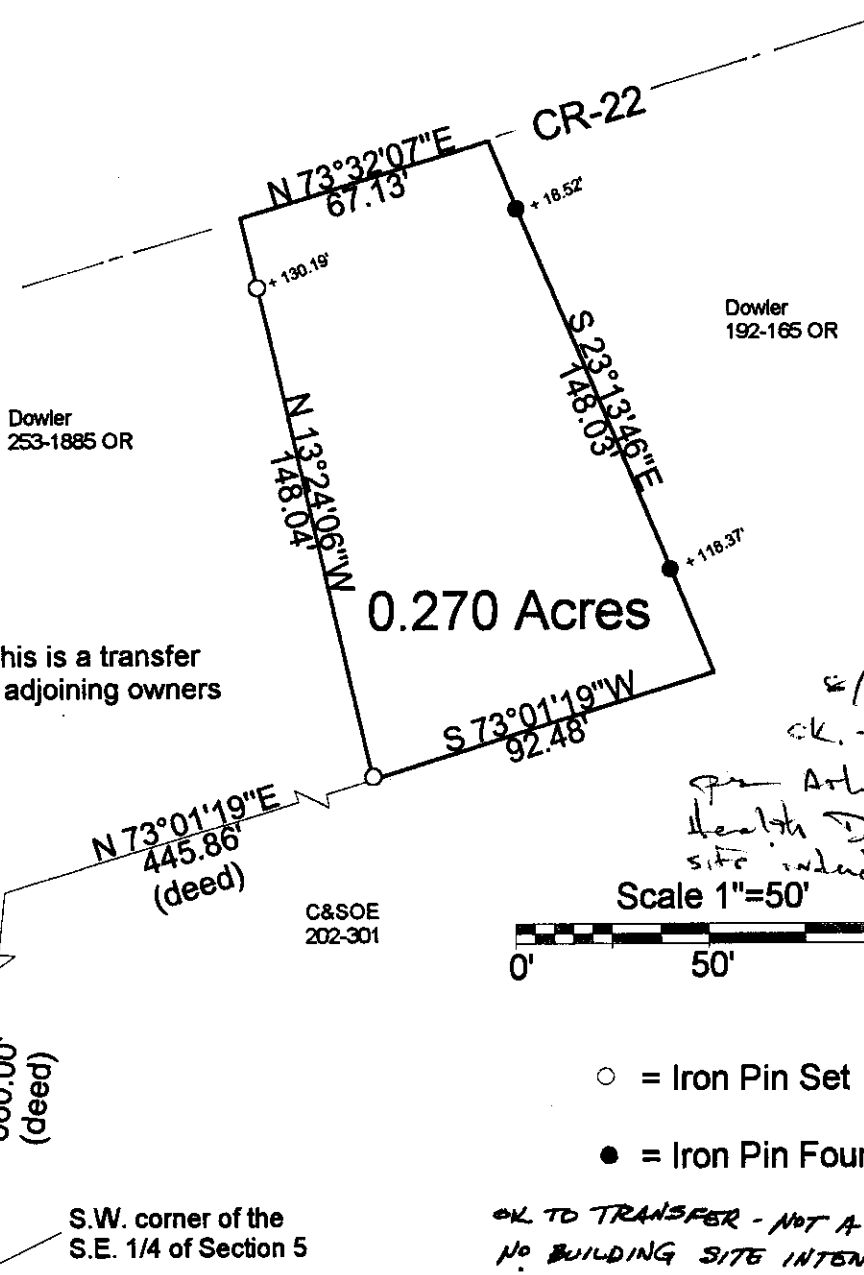 CR-22
N 73°32'07"E
67.13'
+ 18.52'
+ 130.19'
Dowler
192-165 OR
S 23°13'46"E
148.03'
Dowler
253-1885 OR
N 13°24'06"W
148.04'
+ 118.37'
0.270 Acres
his is a transfer
adjoining owners
S 73°01'19"W
92.48'
ok.
N 73°01'19"E
445.86'
(deed)
Health D
site
C&SOE
202-301
Scale 1"=50'
0' 50'
(deed)
= Iron Pin Set
= Iron Pin Four
S.W. corner of the
S.E. 1/4 of Section 5
OK TO TRANSFER - NOT A
NO BUILDING SITE INTEN